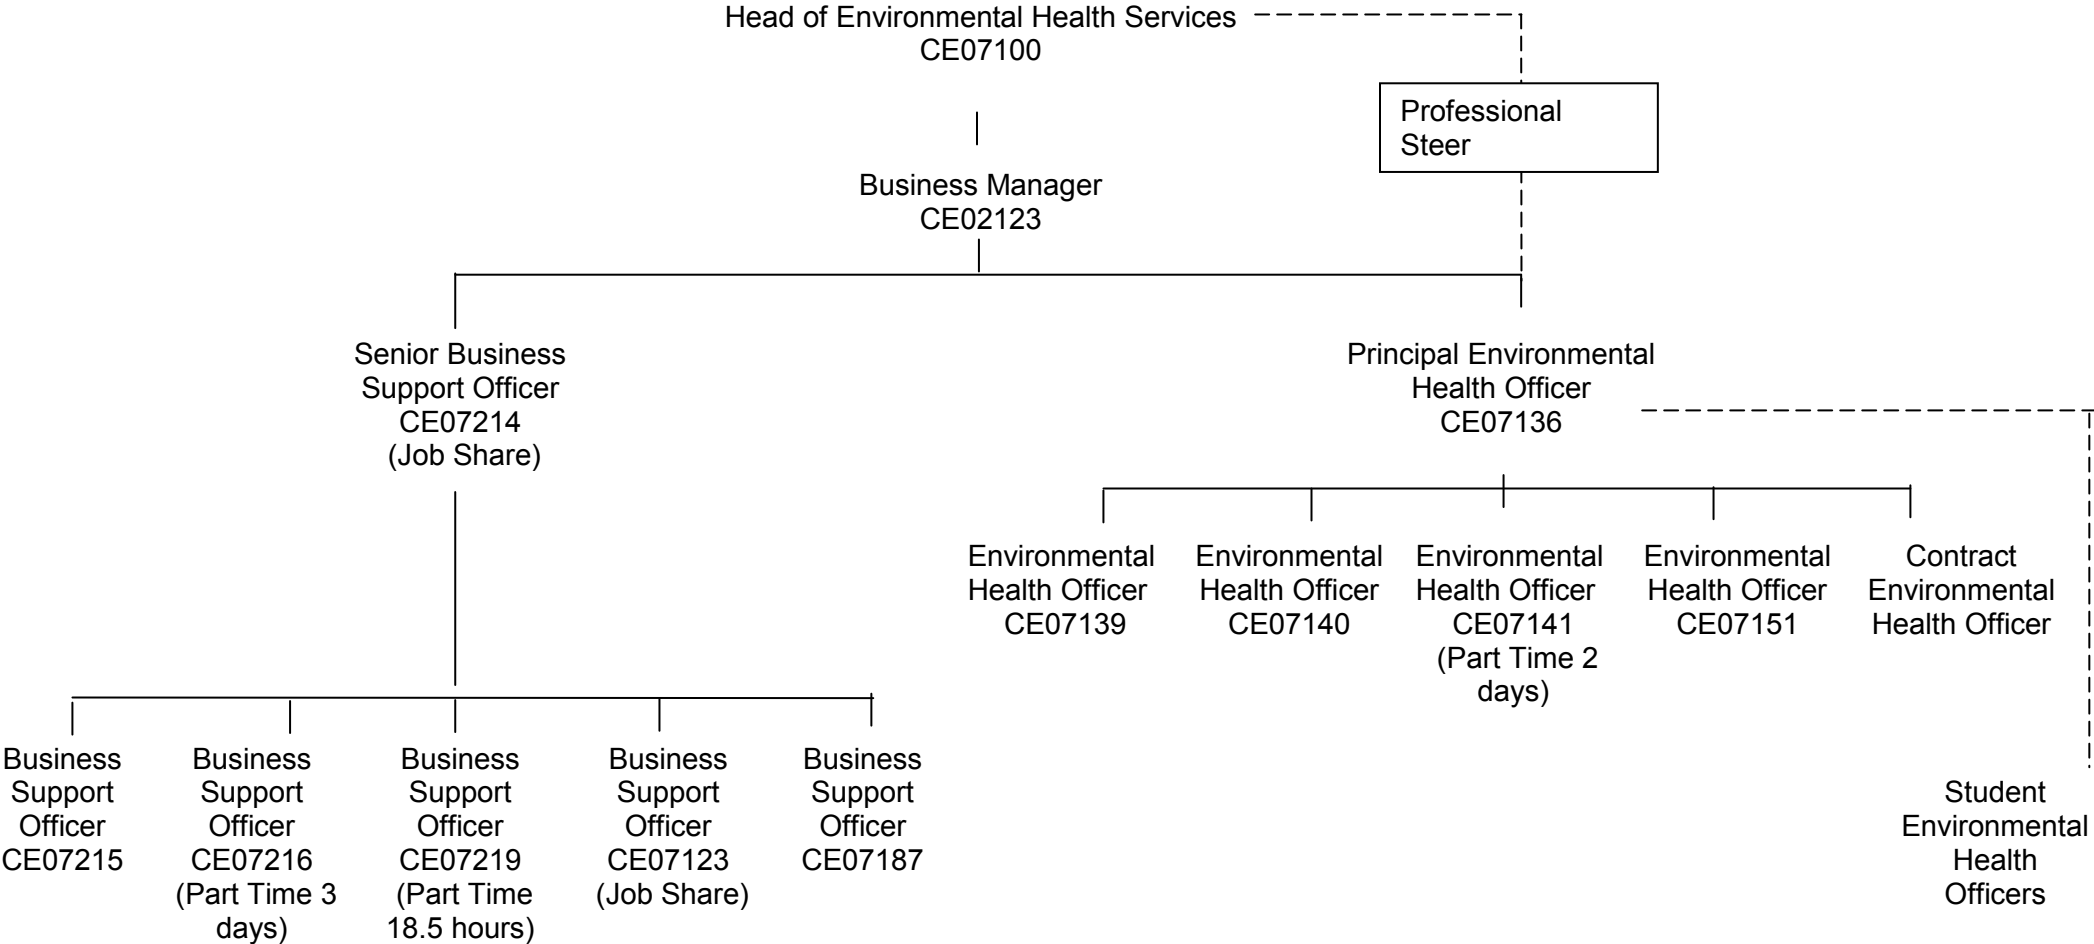 Head of Environmental Health Services
CE07100
Professional
Steer
Business Manager
CE02123
Senior Business
Support Officer
CE07214
(Job Share)
Principal Environmental
Health Officer
CE07136
Environmental
Health Officer
CE07139
Environmental
Health Officer
CE07140
Environmental
Health Officer
CE07141
(Part Time 2
days)
Environmental
Health Officer
CE07151
Contract
Environmental
Health Officer
Business
Support
Officer
CE07215
Business
Support
Officer
CE07216
(Part Time 3
days)
Business
Support
Officer
CE07219
(Part Time
18.5 hours)
Business
Support
Officer
CE07123
(Job Share)
Business
Support
Officer
CE07187
Student
Environmental
Health
Officers